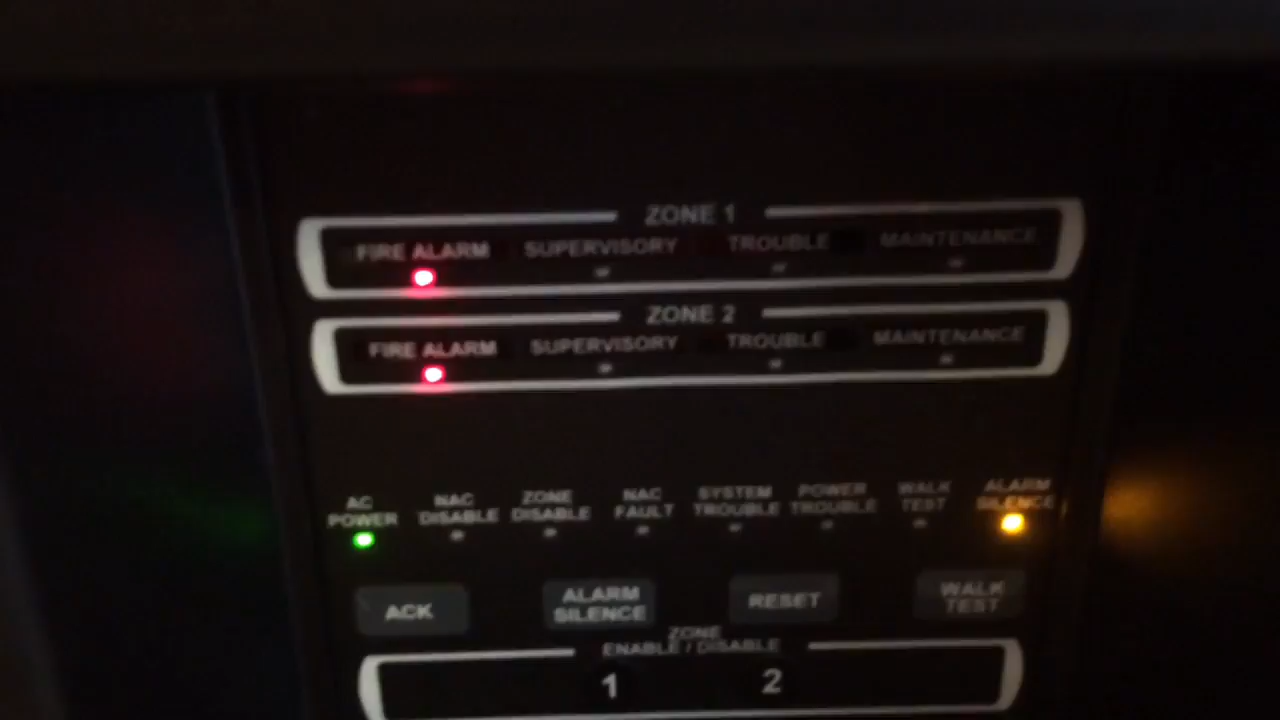 ZONE 1
FIRE ALARM SUPERVISORY TROUBLE MAINTENANCE
ZONE 2
FIRE ALARM SUPERVISORY TROUBLE MAINTENANCE
AC POWER
NAC DISABLE
ZONE DISABLE
NAC FAULT
SYSTEM TROUBLE
POWER TROUBLE
WALK TEST
ALARM SILENCE
ACK
ALARM SILENCE
RESET
WALK TEST
ZONE
ENABLE / DISABLE
1 2